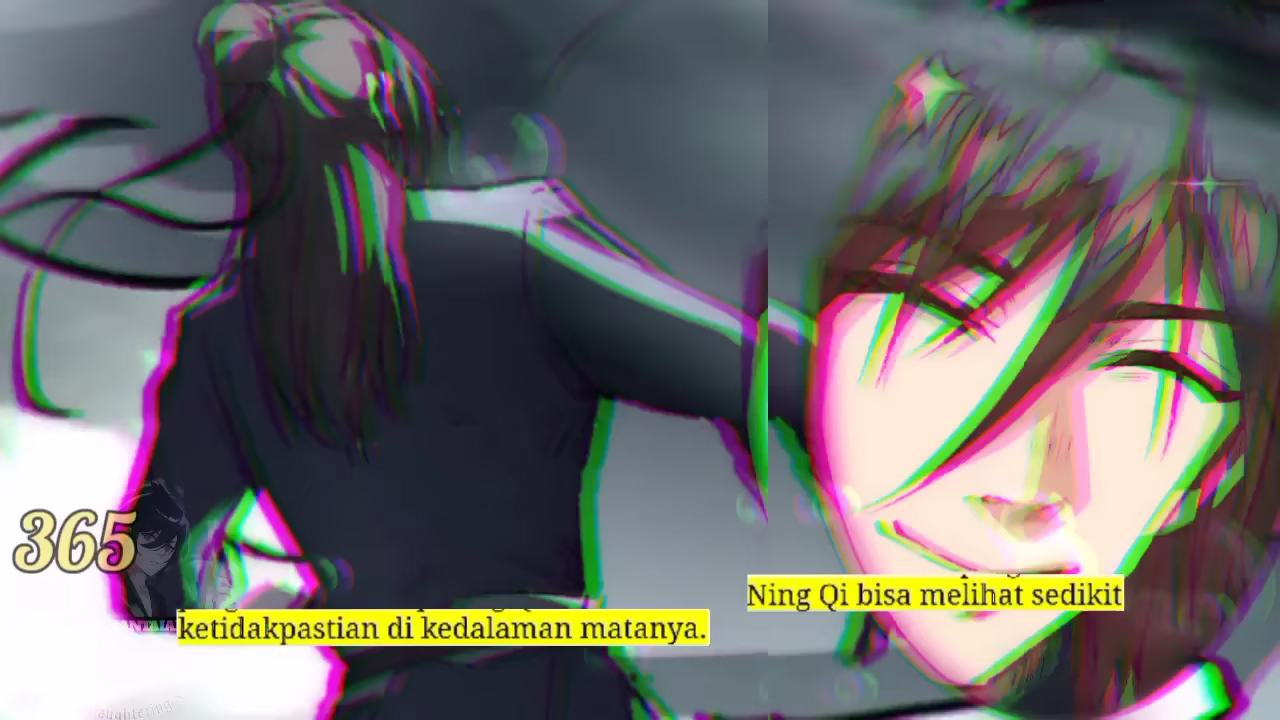 365
Ning Qi bisa melihat sedikit
ketidakpastian di kedalaman matanya.